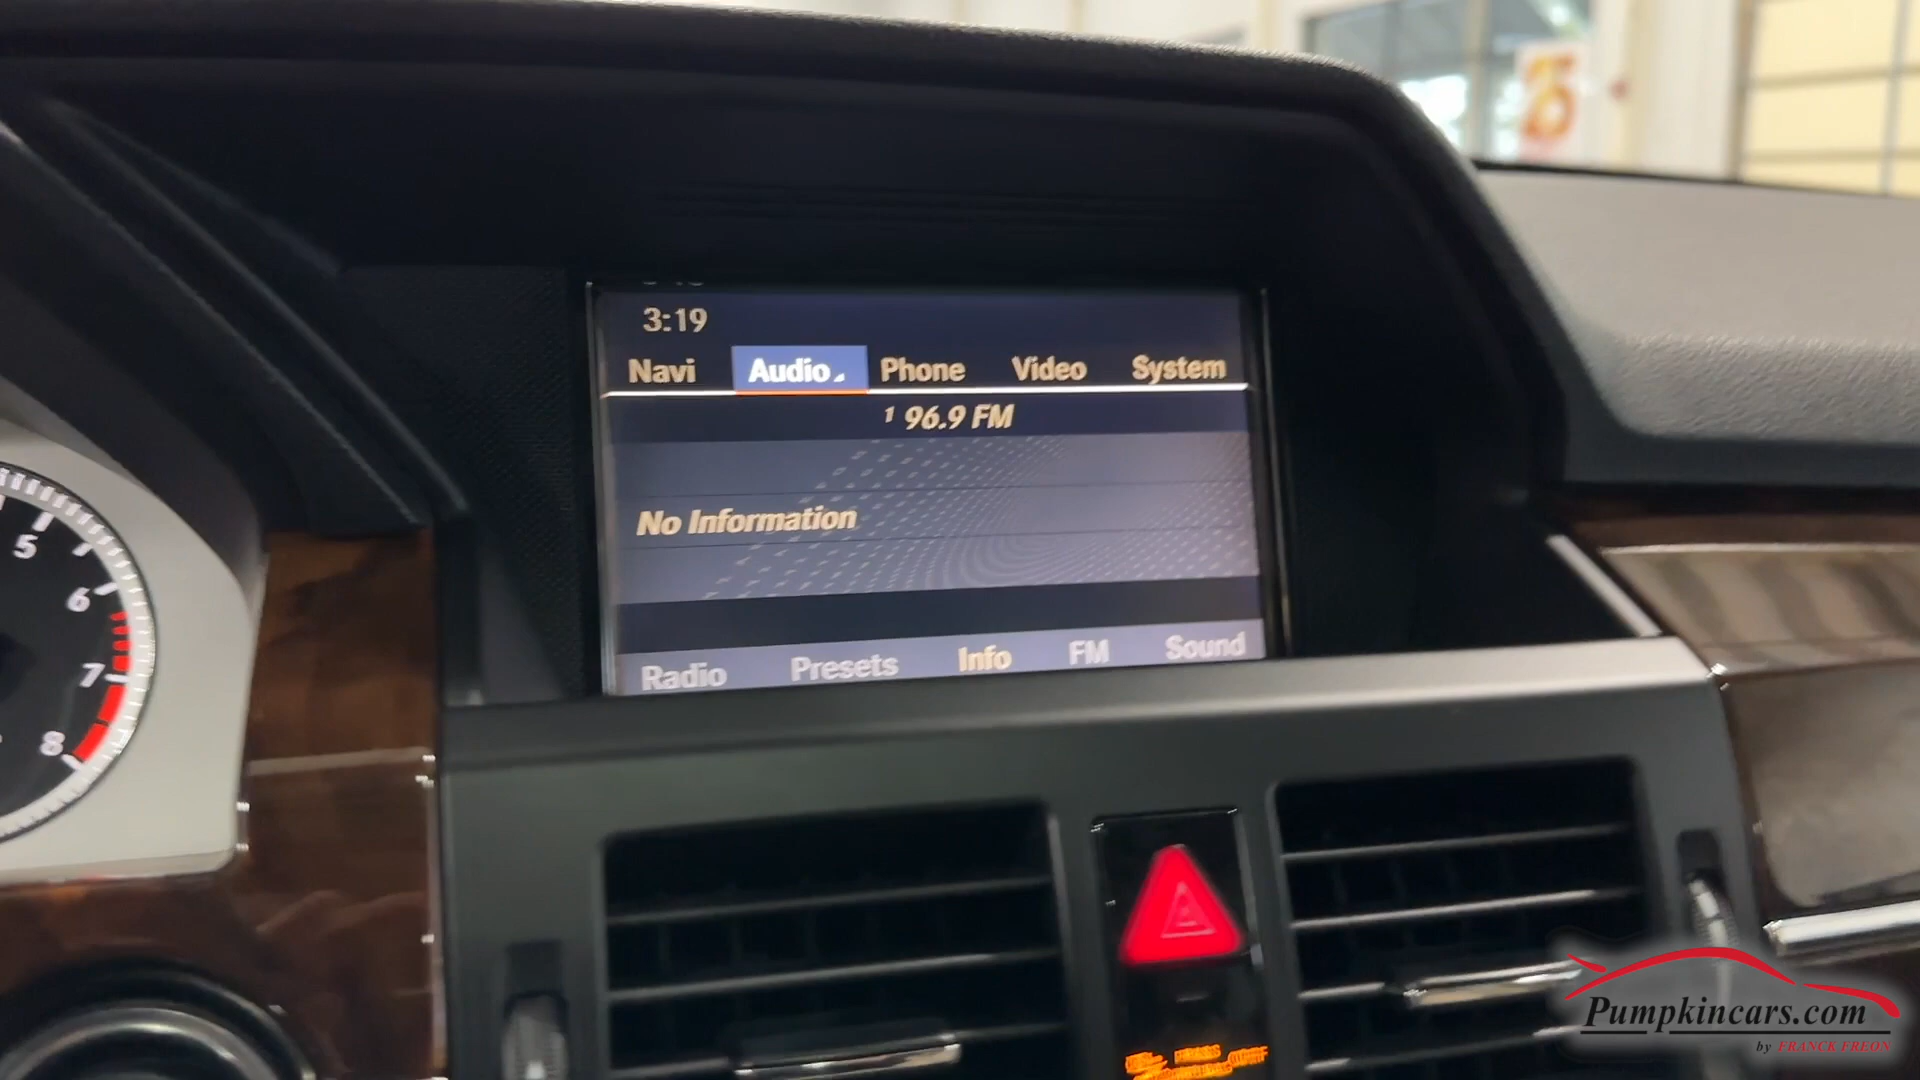 25
3:19
Navi Audio Phone Video System
1 96.9 FM
No Information
Radio Presets Info FM Sound
5
6
7
8
Pumpkincars.com
by FRANCK FREON